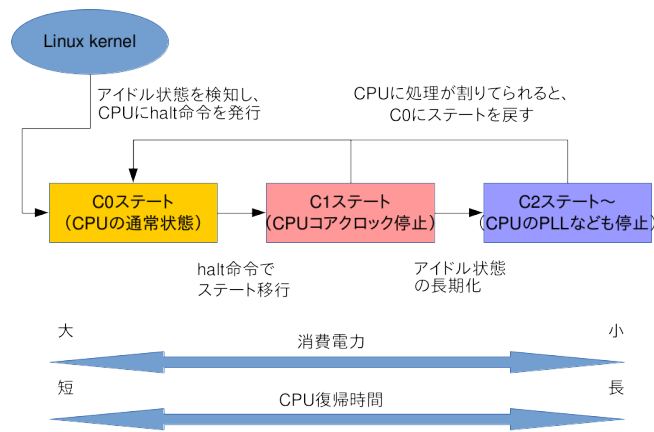 Linux kernel
アイドル状態を検知し、
CPUにhalt命令を発行
CPUに処理が割りてられると、
C0にステートを戻す
C0ステート
（CPUの通常状態）
C1ステート
（CPUコアクロック停止）
C2ステート～
（CPUのPLLなども停止）
halt命令で
ステート移行
アイドル状態
の長期化
大
消費電力
小
短
CPU復帰時間
長